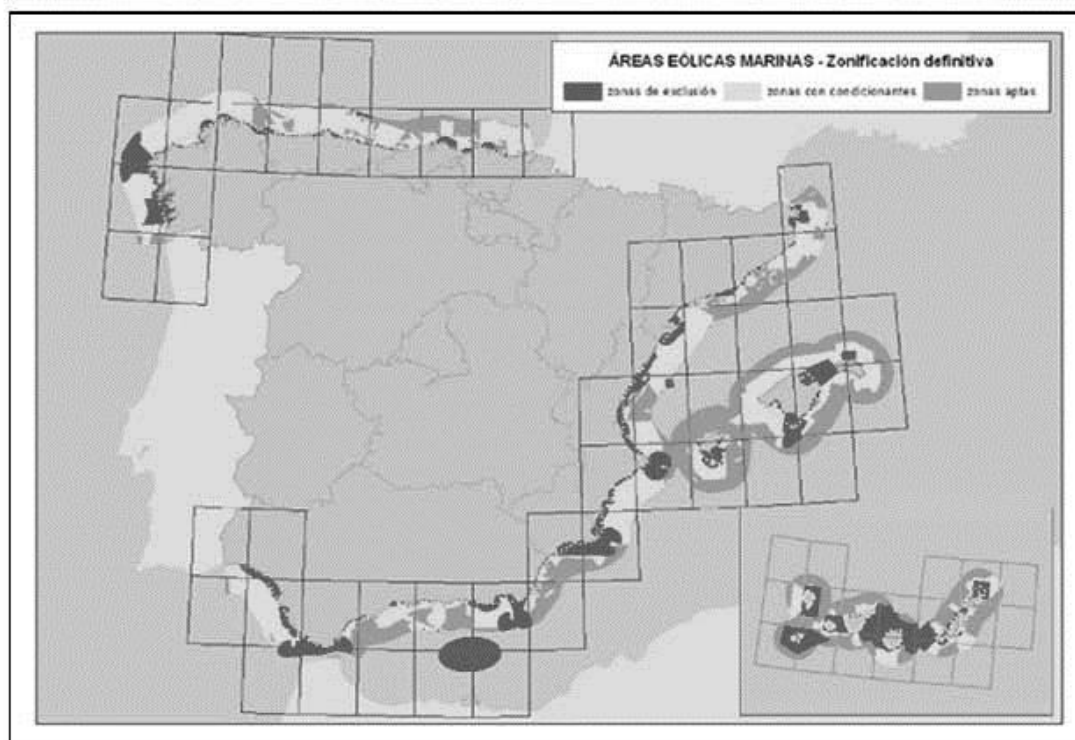 ÁREAS EÓLICAS MARINAS - Zonificación definitiva
zonas de exclusión zonas con condicionantes zonas aptas